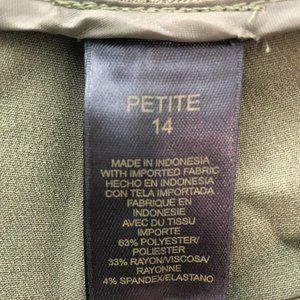 PETITE
14
MADE IN INDONESIA
WITH IMPORTED FABRIC
HECHO EN INDONESIA
CON TELA IMPORTADA
FABRIQUE EN
INDONESIE
AVEC DU TISSU
IMPORTE
63% POLYESTER/
POLYESTER
33% RAYON/VISCOSA/
RAYONNE
4% SPANDEX/ELASTANO